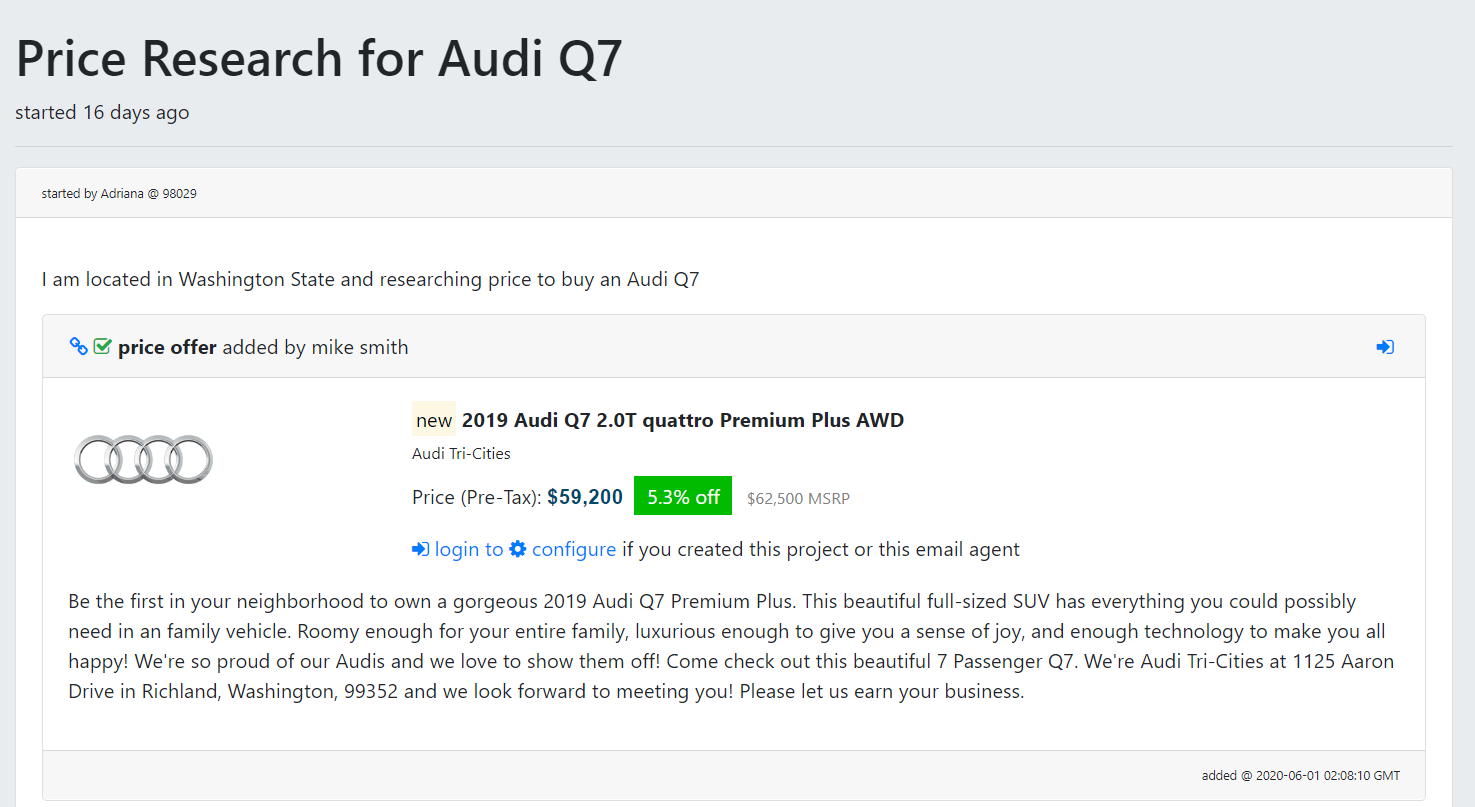 Price Research for Audi Q7
started 16 days ago
started by Adriana @ 98029
I am located in Washington State and researching price to buy an Audi Q7
price offer added by mike smith
new 2019 Audi Q7 2.0T quattro Premium Plus AWD
Audi Tri-Cities
Price (Pre-Tax): $59,200 5.3% off $62,500 MSRP
login to configure if you created this project or this email agent
Be the first in your neighborhood to own a gorgeous 2019 Audi Q7 Premium Plus. This beautiful full-sized SUV has everything you could possibly
need in an family vehicle. Roomy enough for your entire family, luxurious enough to give you a sense of joy, and enough technology to make you all
happy! We're so proud of our Audis and we love to show them off! Come check out this beautiful 7 Passenger Q7. We're Audi Tri-Cities at 1125 Aaron
Drive in Richland, Washington, 99352 and we look forward to meeting you! Please let us earn your business.
added @ 2020-06-01 02:08:10 GMT